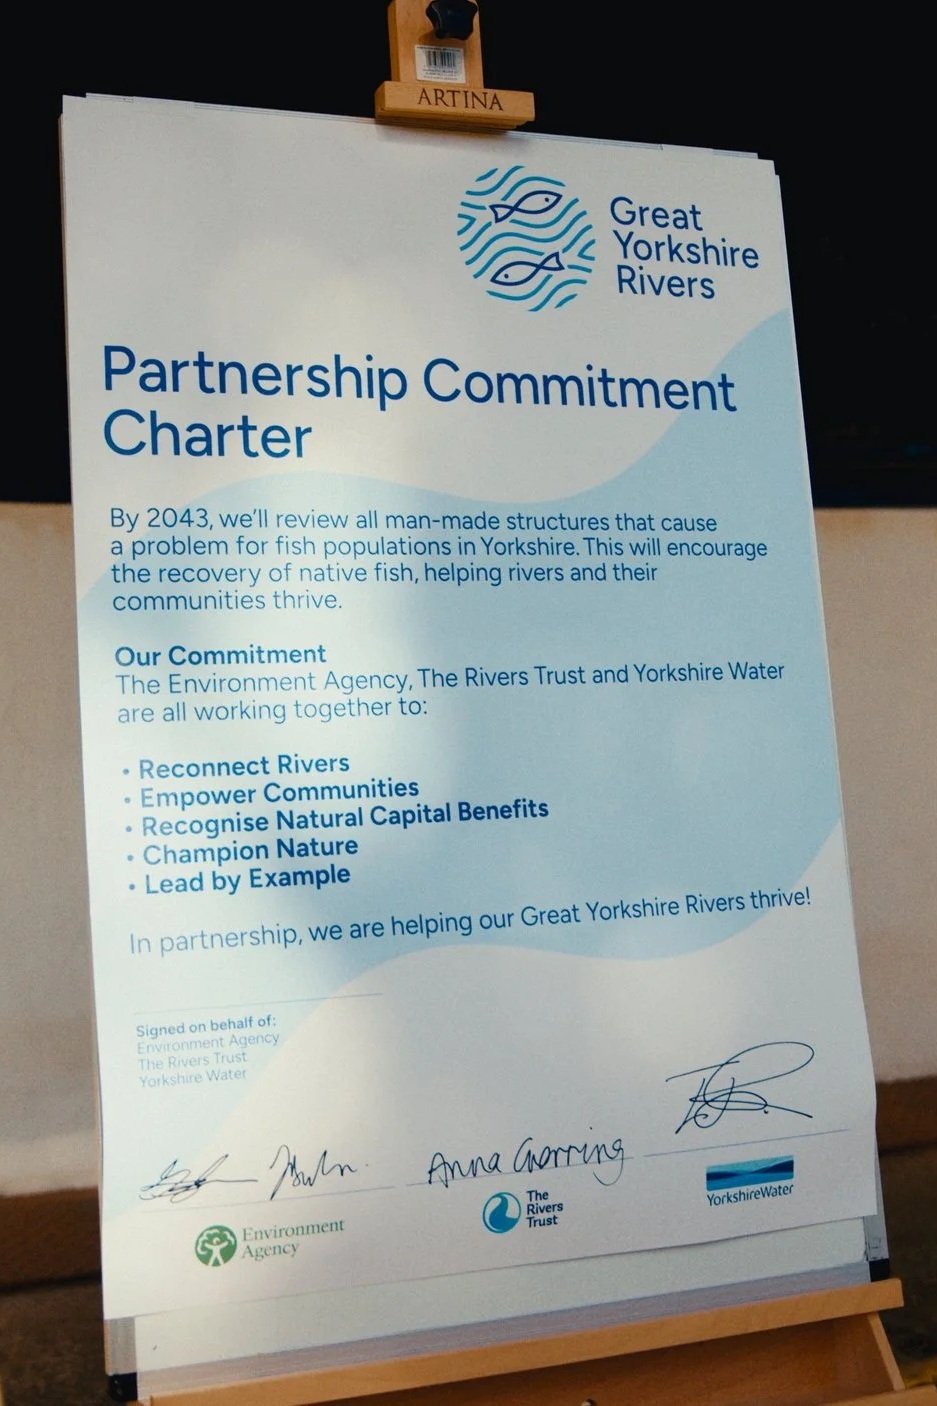 ARTINA
Great
Yorkshire
Rivers
Partnership Commitment
Charter
By 2043, we'll review all man-made structures that cause
a problem for fish populations in Yorkshire. This will encourage
the recovery of native fish, helping rivers and their
communities thrive.
Our Commitment
The Environment Agency, The Rivers Trust and Yorkshire Water
are all working together to:
• Reconnect Rivers
• Empower Communities
• Recognise Natural Capital Benefits
• Champion Nature
• Lead by Example
In partnership, we are helping our Great Yorkshire Rivers thrive!
Signed on behalf of:
Environment Agency
The Rivers Trust
Yorkshire Water
Anna Gorring
Environment
Agency
The
Rivers
Trust
YorkshireWater